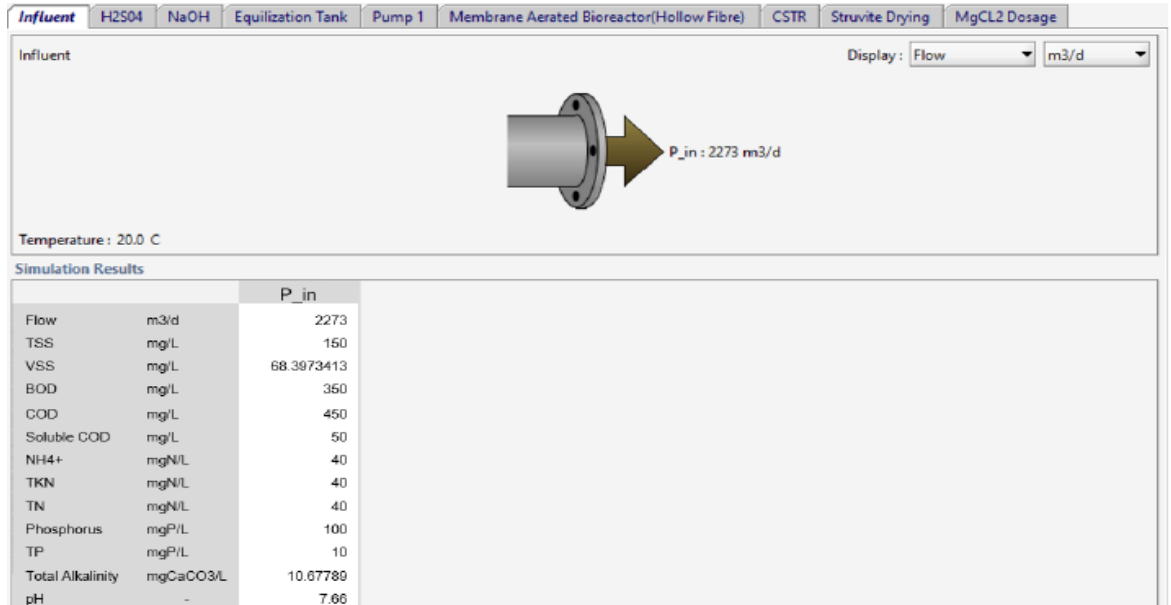 Influent H2S04 NaOH Equilization Tank Pump 1 Membrane Aerated Bioreactor(Hollow Fibre) CSTR Struvite Drying MgCL2 Dosage
Influent Display : Flow m3/d
P_in : 2273 m3/d
Temperature : 20.0 C
Simulation Results
P_in
Flow m3/d 2273
TSS mg/L 150
VSS mg/L 68.3973413
BOD mg/L 350
COD mg/L 450
Soluble COD mg/L 50
NH4+ mgN/L 40
TKN mgN/L 40
TN mgN/L 40
Phosphorus mgP/L 100
TP mgP/L 10
Total Alkalinity mgCaCO3/L 10.67789
pH - 7.66